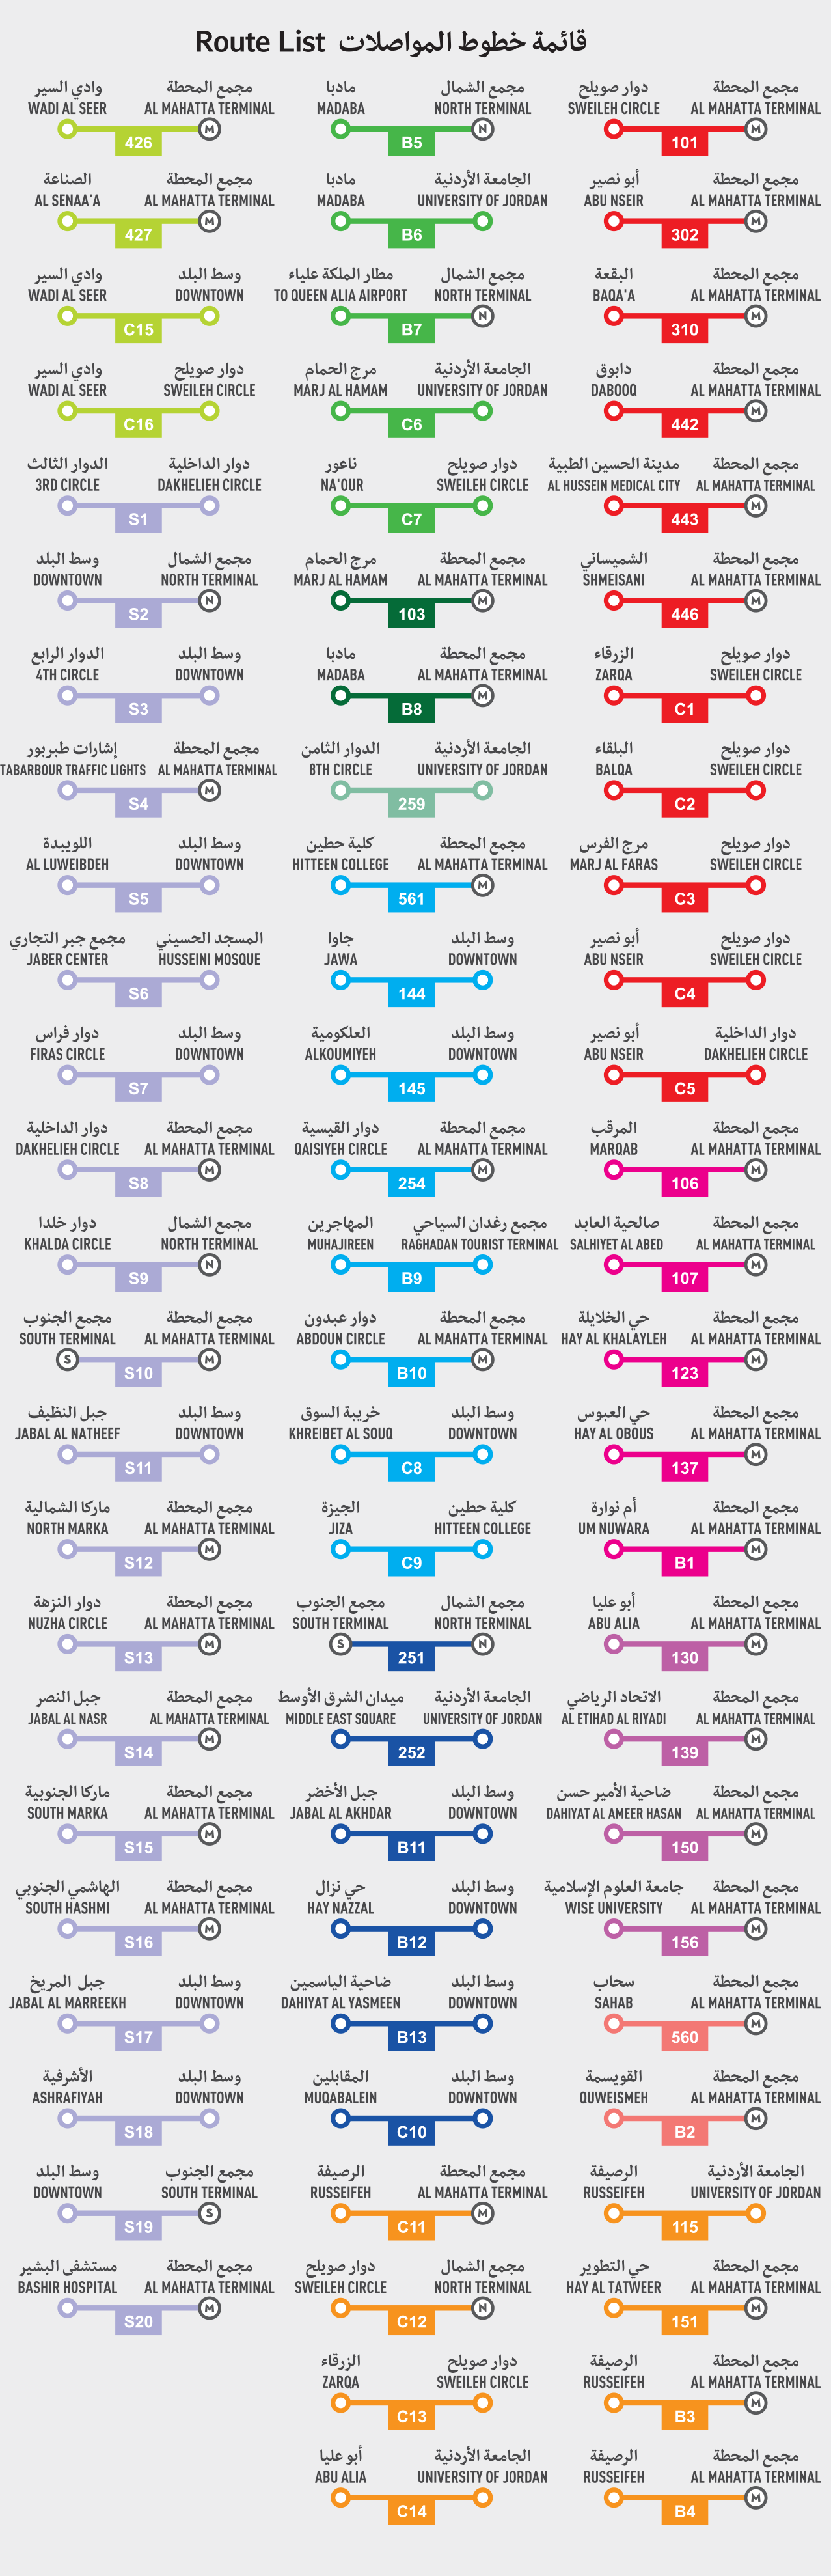 قائمة خطوط المواصلات Route List
مجمع المحطة دوار صويلح
SWEILEH CIRCLE AL MAHATTA TERMINAL
M
101
مجمع المحطة أبو نصير
ABU NSEIR AL MAHATTA TERMINAL
M
302
مجمع المحطة البقعة
BAQA'A AL MAHATTA TERMINAL
M
310
مجمع المحطة دابوق
DABOOQ AL MAHATTA TERMINAL
M
442
مجمع المحطة مدينة الحسين الطبية
AL HUSSEIN MEDICAL CITY AL MAHATTA TERMINAL
M
443
مجمع المحطة الشميساني
SHMEISANI AL MAHATTA TERMINAL
M
446
دوار صويلح الزرقاء
ZARQA SWEILEH CIRCLE
C1
دوار صويلح البلقاء
BALQA SWEILEH CIRCLE
C2
دوار صويلح مرج الفرس
MARJ AL FARAS SWEILEH CIRCLE
C3
دوار صويلح أبو نصير
ABU NSEIR SWEILEH CIRCLE
C4
دوار الداخلية أبو نصير
ABU NSEIR DAKHELIEH CIRCLE
C5
مجمع المحطة المرقب
MARQAB AL MAHATTA TERMINAL
M
106
مجمع المحطة صالحية العابد
SALHIYET AL ABED AL MAHATTA TERMINAL
M
107
مجمع المحطة حي الخلايلة
HAY AL KHALAYLEH AL MAHATTA TERMINAL
M
123
مجمع المحطة حي العبوس
HAY AL OBOUS AL MAHATTA TERMINAL
M
137
مجمع المحطة أم نوارة
UM NUWARA AL MAHATTA TERMINAL
M
B1
مجمع المحطة أبو عليا
ABU ALIA AL MAHATTA TERMINAL
M
130
مجمع المحطة الاتحاد الرياضي
AL ETIHAD AL RIYADI AL MAHATTA TERMINAL
M
139
مجمع المحطة ضاحية الأمير حسن
DAHIYAT AL AMEER HASAN AL MAHATTA TERMINAL
M
150
مجمع المحطة جامعة العلوم الإسلامية
WISE UNIVERSITY AL MAHATTA TERMINAL
M
156
مجمع المحطة سحاب
SAHAB AL MAHATTA TERMINAL
M
560
مجمع المحطة القويسمة
QUWEISMEH AL MAHATTA TERMINAL
M
B2
الجامعة الأردنية الرصيفة
RUSSEIFEH UNIVERSITY OF JORDAN
115
مجمع المحطة حي التطوير
HAY AL TATWEER AL MAHATTA TERMINAL
M
151
مجمع المحطة الرصيفة
RUSSEIFEH AL MAHATTA TERMINAL
M
B3
مجمع المحطة الرصيفة
RUSSEIFEH AL MAHATTA TERMINAL
M
B4
مجمع الشمال مادبا
MADABA NORTH TERMINAL
N
B5
الجامعة الأردنية مادبا
MADABA UNIVERSITY OF JORDAN
B6
مجمع الشمال مطار الملكة علياء
TO QUEEN ALIA AIRPORT NORTH TERMINAL
N
B7
الجامعة الأردنية مرج الحمام
MARJ AL HAMAM UNIVERSITY OF JORDAN
C6
دوار صويلح ناعور
NA'OUR SWEILEH CIRCLE
C7
مجمع المحطة مرج الحمام
MARJ AL HAMAM AL MAHATTA TERMINAL
M
103
مجمع المحطة مادبا
MADABA AL MAHATTA TERMINAL
M
B8
الجامعة الأردنية الدوار الثامن
8TH CIRCLE UNIVERSITY OF JORDAN
259
مجمع المحطة كلية حطين
HITTEEN COLLEGE AL MAHATTA TERMINAL
M
561
وسط البلد جاوا
JAWA DOWNTOWN
144
وسط البلد العلكومية
ALKOUMIYEH DOWNTOWN
145
مجمع المحطة دوار القيسية
QAISIYEH CIRCLE AL MAHATTA TERMINAL
M
254
مجمع رغدان السياحي المهاجرين
MUHAJIREEN RAGHADAN TOURIST TERMINAL
B9
مجمع المحطة دوار عبدون
ABDOUN CIRCLE AL MAHATTA TERMINAL
M
B10
وسط البلد خريبة السوق
KHREIBET AL SOUQ DOWNTOWN
C8
كلية حطين الجيزة
JIZA HITTEEN COLLEGE
C9
مجمع الشمال مجمع الجنوب
SOUTH TERMINAL NORTH TERMINAL
S N
251
الجامعة الأردنية ميدان الشرق الأوسط
MIDDLE EAST SQUARE UNIVERSITY OF JORDAN
252
وسط البلد جبل الأخضر
JABAL AL AKHDAR DOWNTOWN
B11
وسط البلد حي نزال
HAY NAZZAL DOWNTOWN
B12
وسط البلد ضاحية الياسمين
DAHIYAT AL YASMEEN DOWNTOWN
B13
وسط البلد المقابلين
MUQABALEIN DOWNTOWN
C10
مجمع المحطة الرصيفة
RUSSEIFEH AL MAHATTA TERMINAL
M
C11
مجمع الشمال دوار صويلح
SWEILEH CIRCLE NORTH TERMINAL
N
C12
دوار صويلح الزرقاء
ZARQA SWEILEH CIRCLE
C13
الجامعة الأردنية أبو عليا
ABU ALIA UNIVERSITY OF JORDAN
C14
مجمع المحطة وادي السير
WADI AL SEER AL MAHATTA TERMINAL
M
426
مجمع المحطة الصناعة
AL SENAA'A AL MAHATTA TERMINAL
M
427
وسط البلد وادي السير
WADI AL SEER DOWNTOWN
C15
دوار صويلح وادي السير
WADI AL SEER SWEILEH CIRCLE
C16
دوار الداخلية الدوار الثالث
3RD CIRCLE DAKHELIEH CIRCLE
S1
مجمع الشمال وسط البلد
DOWNTOWN NORTH TERMINAL
N
S2
وسط البلد الدوار الرابع
4TH CIRCLE DOWNTOWN
S3
مجمع المحطة إشارات طبربور
TABARBOUR TRAFFIC LIGHTS AL MAHATTA TERMINAL
M
S4
وسط البلد اللويبدة
AL LUWEIBDEH DOWNTOWN
S5
المسجد الحسيني مجمع جبر التجاري
JABER CENTER HUSSEINI MOSQUE
S6
وسط البلد دوار فراس
FIRAS CIRCLE DOWNTOWN
S7
مجمع المحطة دوار الداخلية
DAKHELIEH CIRCLE AL MAHATTA TERMINAL
M
S8
مجمع الشمال دوار خلدا
KHALDA CIRCLE NORTH TERMINAL
N
S9
مجمع المحطة مجمع الجنوب
SOUTH TERMINAL AL MAHATTA TERMINAL
S M
S10
وسط البلد جبل النظيف
JABAL AL NATHEEF DOWNTOWN
S11
مجمع المحطة ماركا الشمالية
NORTH MARKA AL MAHATTA TERMINAL
M
S12
مجمع المحطة دوار النزهة
NUZHA CIRCLE AL MAHATTA TERMINAL
M
S13
مجمع المحطة جبل النصر
JABAL AL NASR AL MAHATTA TERMINAL
M
S14
مجمع المحطة ماركا الجنوبية
SOUTH MARKA AL MAHATTA TERMINAL
M
S15
مجمع المحطة الهاشمي الجنوبي
SOUTH HASHMI AL MAHATTA TERMINAL
M
S16
وسط البلد جبل المريخ
JABAL AL MARREEKH DOWNTOWN
S17
وسط البلد الأشرفية
ASHRAFIYAH DOWNTOWN
S18
مجمع الجنوب وسط البلد
DOWNTOWN SOUTH TERMINAL
S
S19
مجمع المحطة مستشفى البشير
BASHIR HOSPITAL AL MAHATTA TERMINAL
M
S20